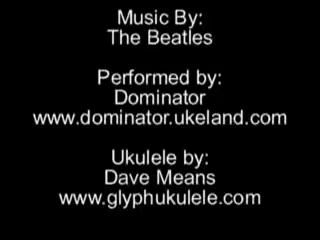 Music By:
The Beatles
Performed by:
Dominator
www.dominator.ukeland.com
Ukulele by:
Dave Means
www.glyphukulele.com